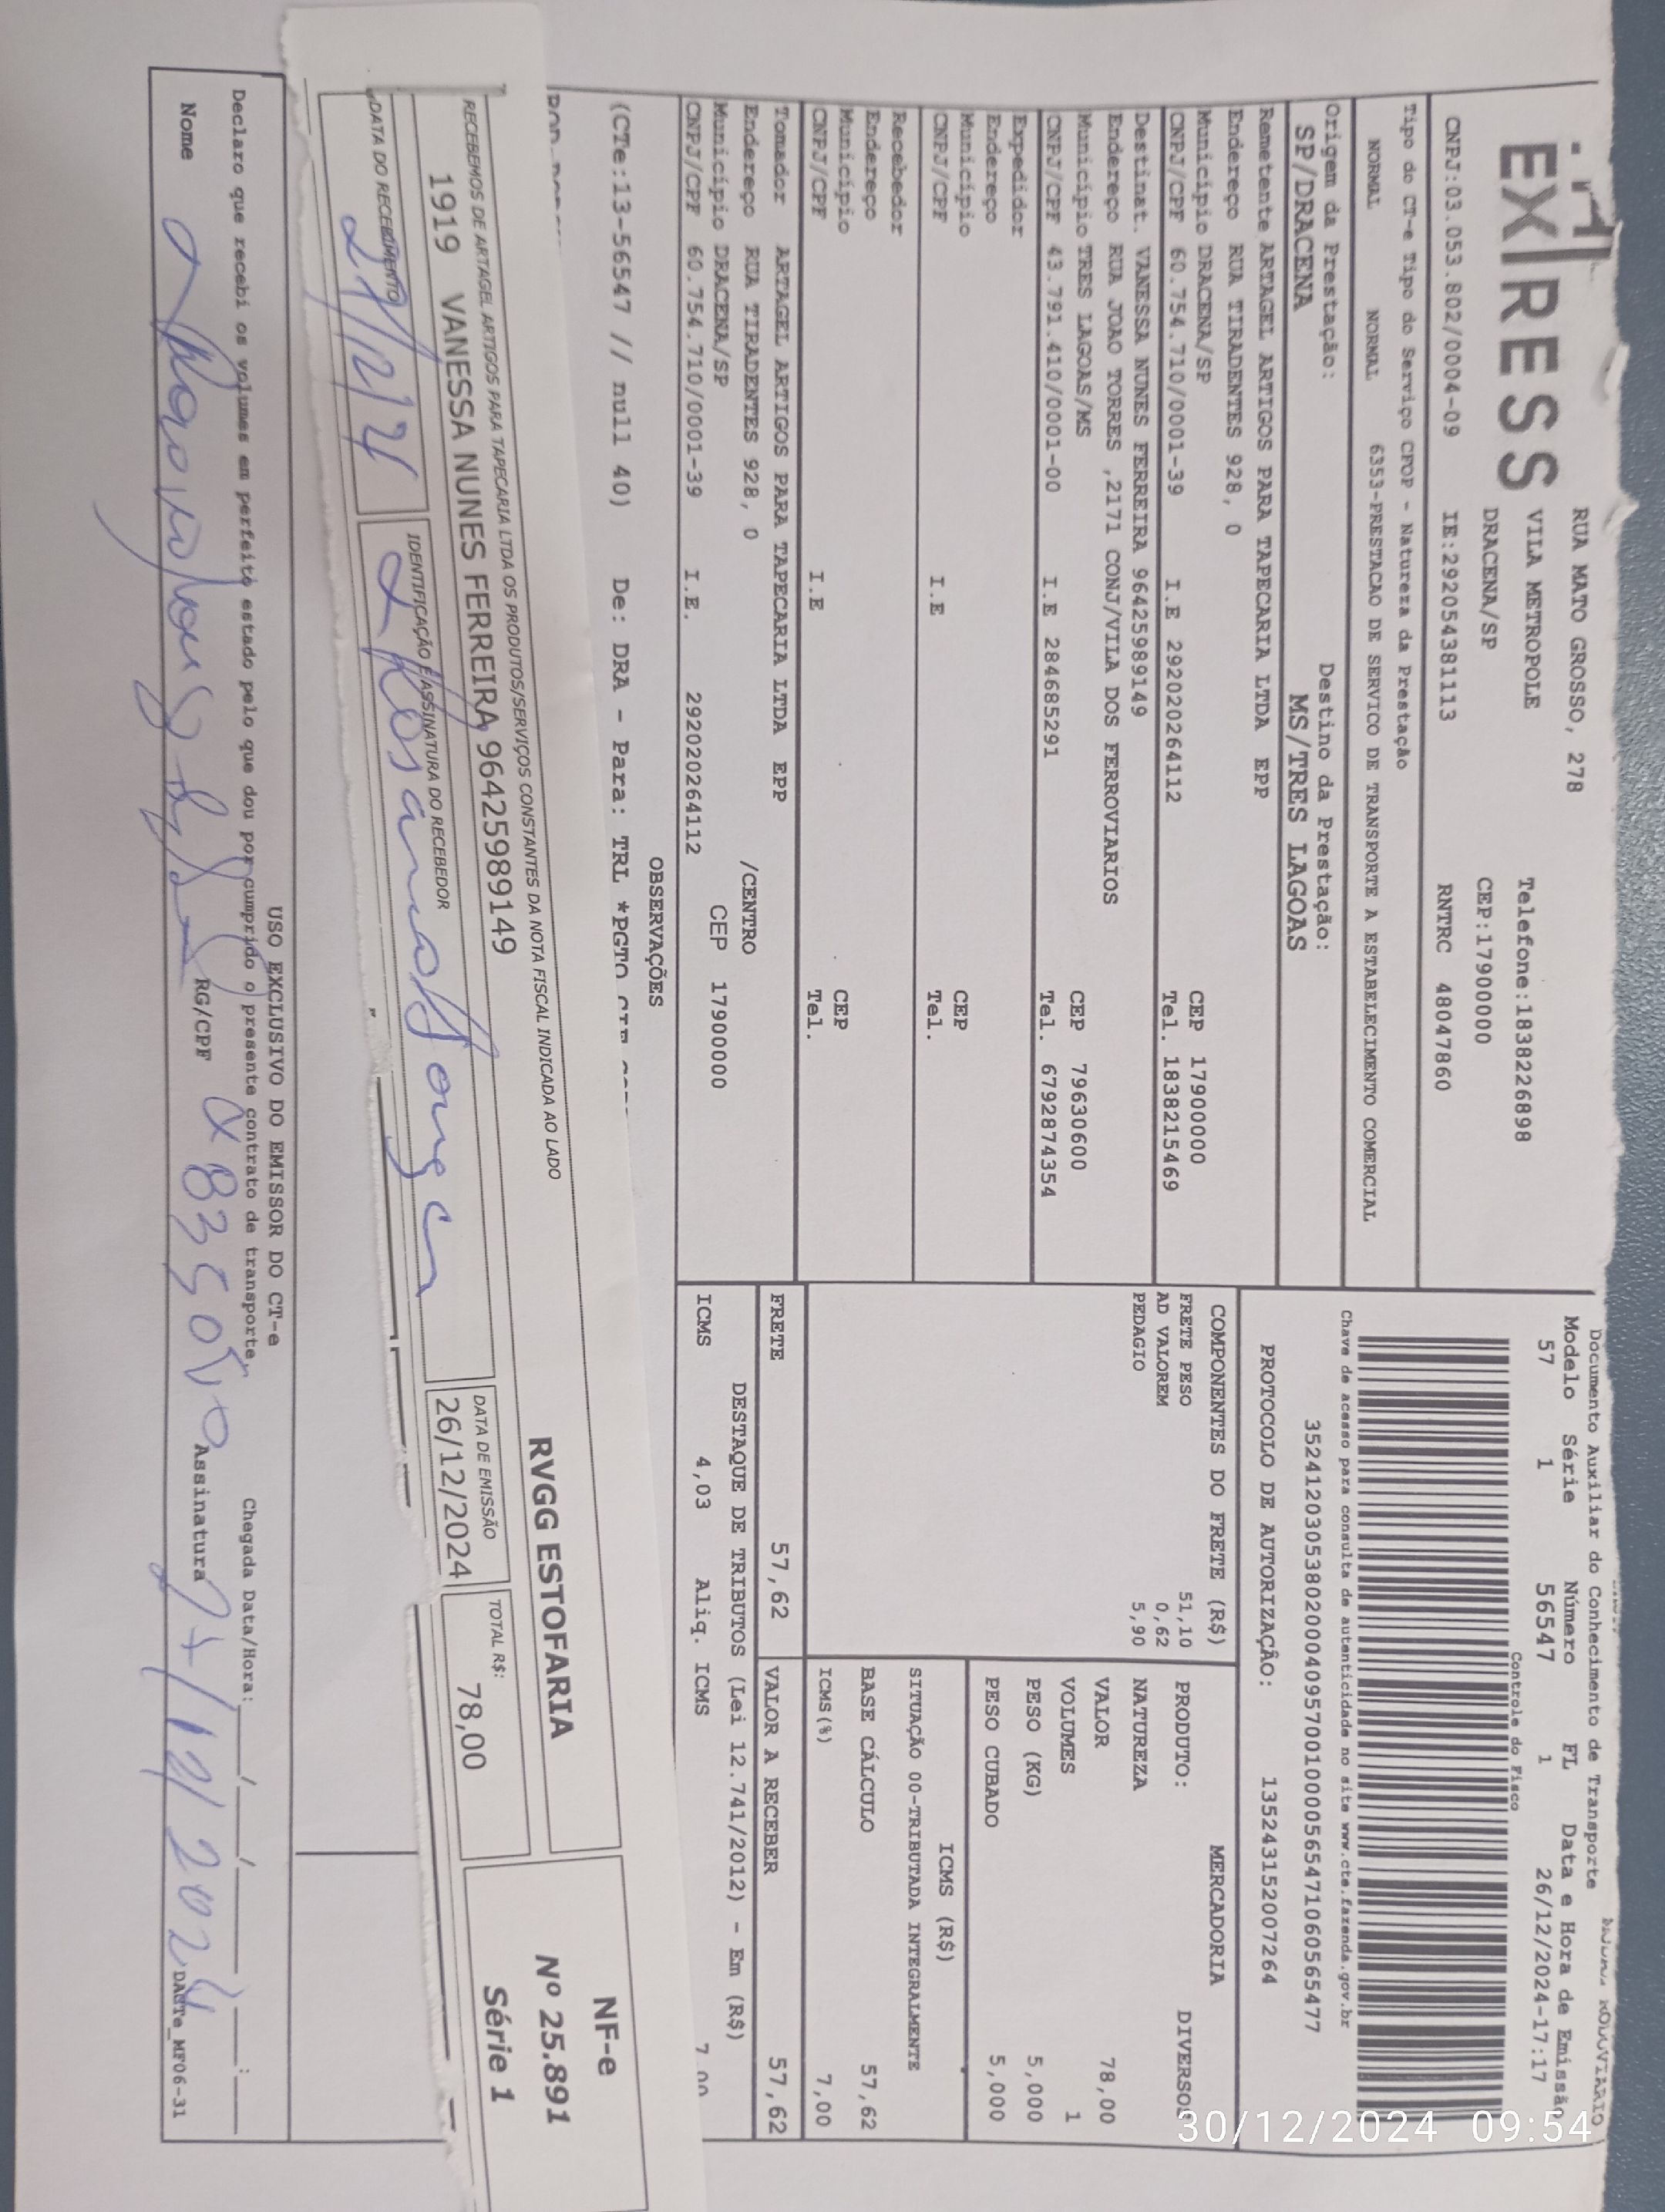 EXPRESS
RUA MATO GROSSO, 278
VILA METROPOLE Telefone:1838226898
DRACENA/SP CEP:17900000
CNPJ:03.053.802/0004-09 IE:292054381113 RNTRC 48047860
Tipo do CT-e Tipo do Serviço CFOP - Natureza da Prestação
NORMAL NORMAL 6353-PRESTACAO DE SERVICO DE TRANSPORTE A ESTABELECIMENTO COMERCIAL
Origem da Prestação: Destino da Prestação:
SP/DRACENA MS/TRES LAGOAS
Documento Auxiliar do Conhecimento de Transporte
Modelo Série Número FL Data e Hora de Emissão
57 1 56547 1 26/12/2024-17:17
Controle do Fisco
Chave de acesso para consulta de autenticidade no site www.cte.fazenda.gov.br
35241203053802000409570010000565471060565477
PROTOCOLO DE AUTORIZAÇÃO: 135243152007264
Remetente ARTAGEL ARTIGOS PARA TAPECARIA LTDA EPP
Endereço RUA TIRADENTES 928, 0
Município DRACENA/SP CEP 17900000
CNPJ/CPF 60.754.710/0001-39 I.E 292020264112 Tel. 1838215469
Destinat. VANESSA NUNES FERREIRA 96425989149
Endereço RUA JOAO TORRES ,2171 CONJ/VILA DOS FERROVIARIOS
Município TRES LAGOAS/MS CEP 79630600
CNPJ/CPF 43.791.410/0001-00 I.E 284685291 Tel. 6792874354
Expedidor
Endereço
Município CEP
CNPJ/CPF I.E Tel.
Recebedor
Endereço
Município CEP
CNPJ/CPF I.E Tel.
Tomador ARTAGEL ARTIGOS PARA TAPECARIA LTDA EPP
Endereço RUA TIRADENTES 928, 0 /CENTRO
Município DRACENA/SP CEP 17900000
CNPJ/CPF 60.754.710/0001-39 I.E. 292020264112
COMPONENTES DO FRETE (R$)
FRETE PESO 51,10
AD VALOREM 0,62
PEDAGIO 5,90
MERCADORIA
PRODUTO: DIVERSOS
NATUREZA
VALOR 78,00
VOLUMES 1
PESO (KG) 5,000
PESO CUBADO 5,000
ICMS (R$)
SITUAÇÃO 00-TRIBUTADA INTEGRALMENTE
BASE CÁLCULO 57,62
ICMS(%) 7,00
FRETE 57,62 VALOR A RECEBER 57,62
DESTAQUE DE TRIBUTOS (Lei 12.741/2012) - Em (R$)
ICMS 4,03 Aliq. ICMS 7,00
OBSERVAÇÕES
(CTe:13-56547 // null 40) De: DRA - Para: TRL *PGTO CIF
RECEBEMOS DE ARTAGEL ARTIGOS PARA TAPECARIA LTDA OS PRODUTOS/SERVIÇOS CONSTANTES DA NOTA FISCAL INDICADA AO LADO
RVGG ESTOFARIA
1919 VANESSA NUNES FERREIRA 96425989149
DATA DE EMISSÃO
26/12/2024
TOTAL R$:
78,00
NF-e
Nº 25.891
Série 1
DATA DO RECEBIMENTO
IDENTIFICAÇÃO E ASSINATURA DO RECEBEDOR
USO EXCLUSIVO DO EMISSOR DO CT-e
Declaro que recebi os volumes em perfeito estado pelo que dou por cumprido o presente contrato de transporte. Chegada Data/Hora: ___/___/____ __:__
Nome RG/CPF Assinatura
DACTe_MF06-31
30/12/2024 09:54